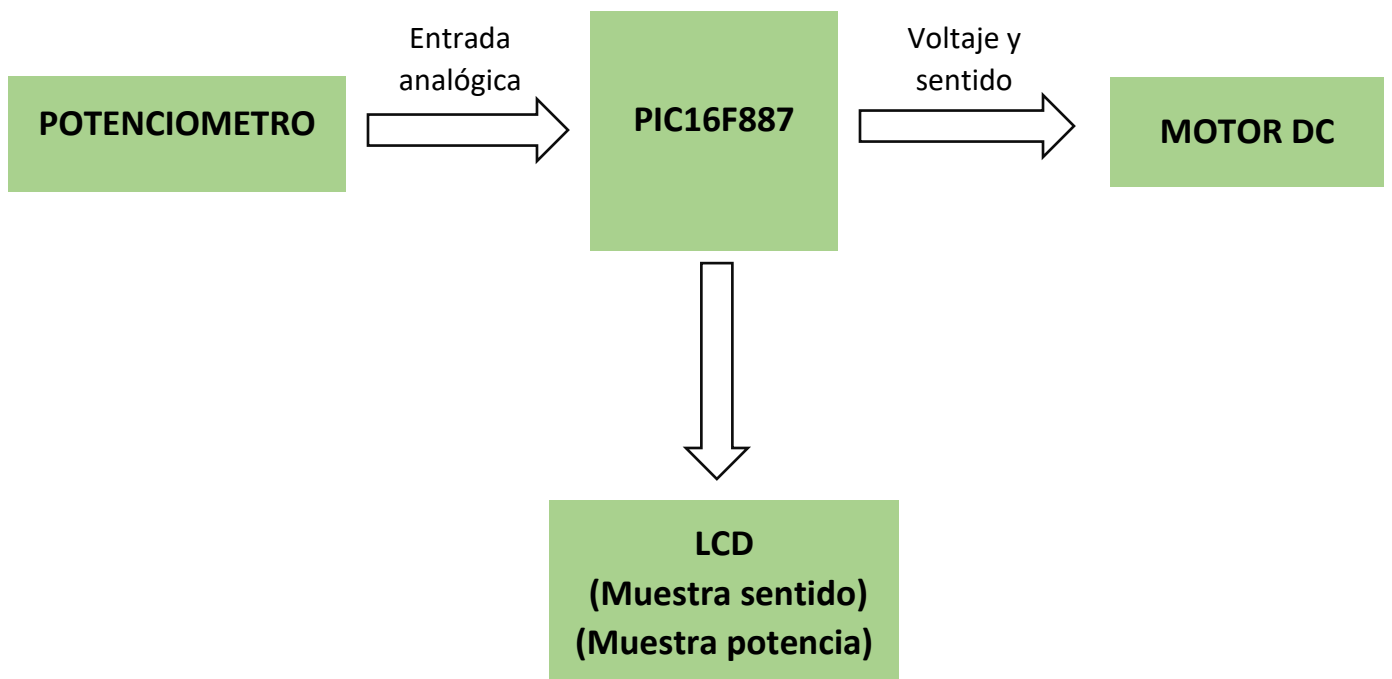 POTENCIOMETRO
Entrada
analógica
PIC16F887
Voltaje y
sentido
MOTOR DC
LCD
(Muestra sentido)
(Muestra potencia)